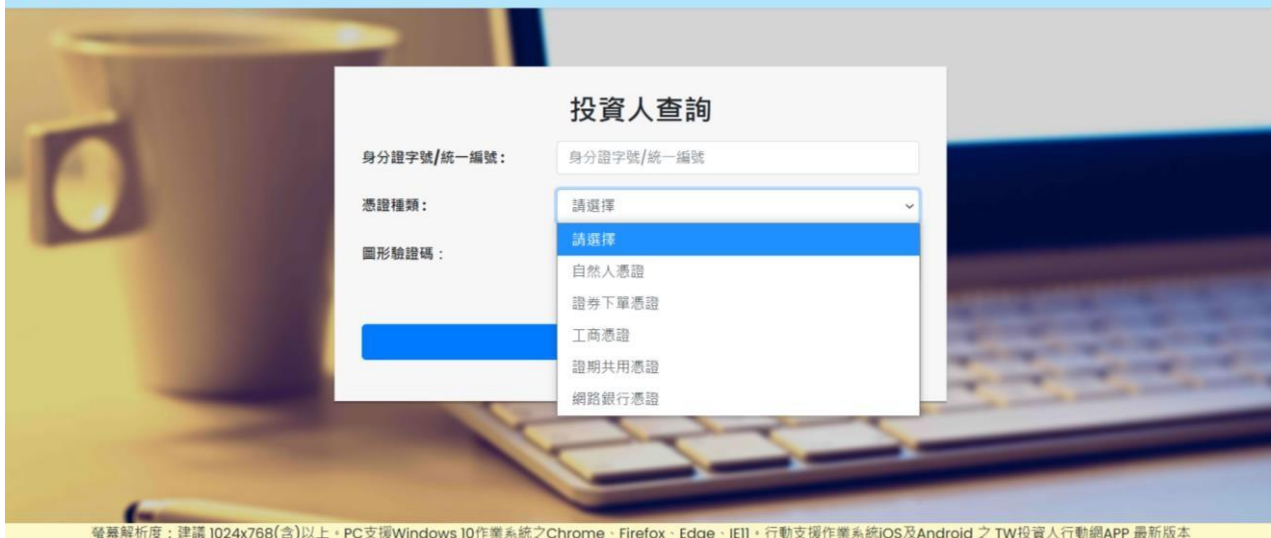 投資人查詢
身分證字號/統一編號：
身分證字號/統一編號
憑證種類：
請選擇
請選擇
圖形驗證碼：
自然人憑證
證券下單憑證
工商憑證
證期共用憑證
網路銀行憑證
螢幕解析度：建議 1024x768(含)以上。PC支援Windows 10作業系統之Chrome、Firefox、Edge、IE11。行動支援作業系統iOS及Android 之 TW投資人行動網APP 最新版本